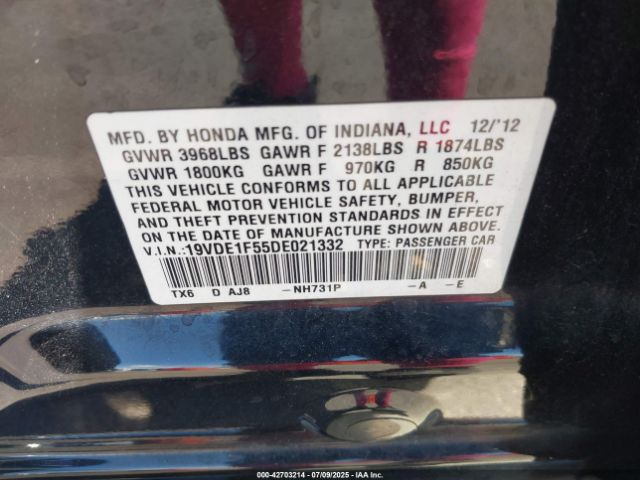 MFD. BY HONDA MFG. OF INDIANA, LLC 12/'12
GVWR 3968LBS GAWR F 2138LBS R 1874LBS
GVWR 1800KG GAWR F 970KG R 850KG
THIS VEHICLE CONFORMS TO ALL APPLICABLE
FEDERAL MOTOR VEHICLE SAFETY, BUMPER,
AND THEFT PREVENTION STANDARDS IN EFFECT
ON THE DATE OF MANUFACTURE SHOWN ABOVE.
V.I.N.:19VDE1F55DE021332 TYPE: PASSENGER CAR
TX6 D AJ8 -NH731P -A -E
000-42703214 - 07/09/2025 - IAA Inc.